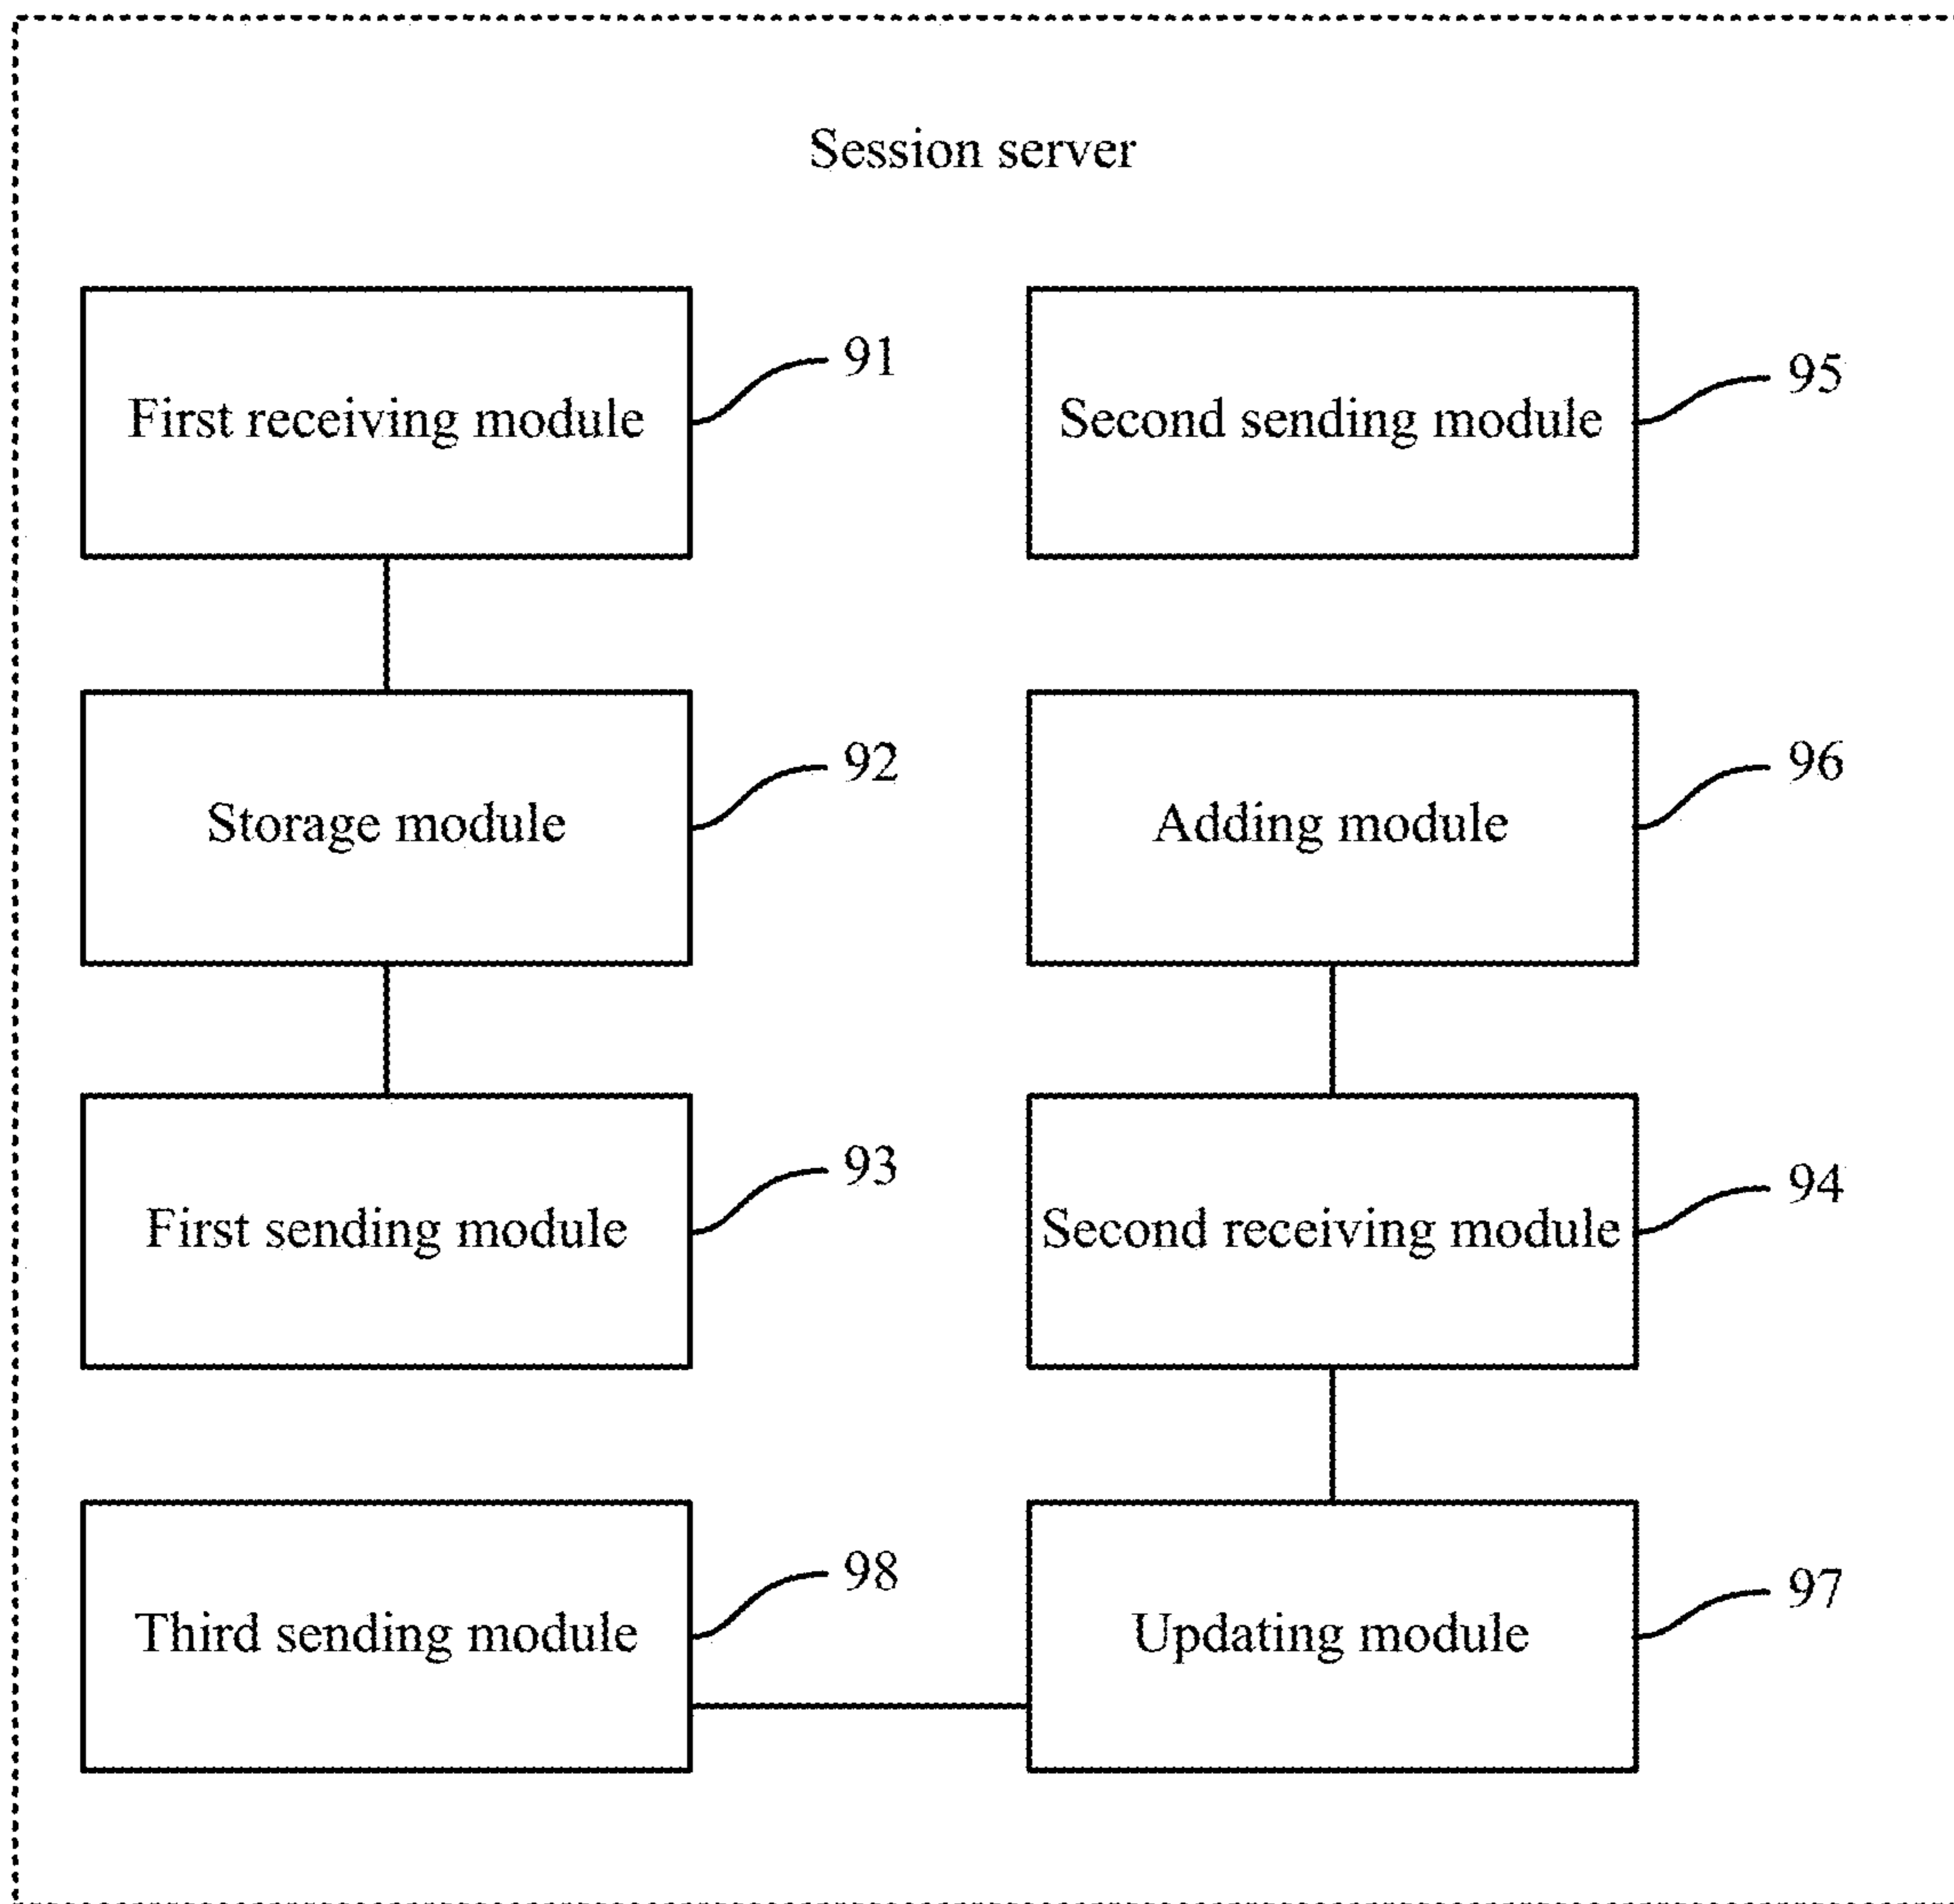 Session server
First receiving module
91
Second sending module
95
Storage module
92
Adding module
96
First sending module
93
Second receiving module
94
Third sending module
98
Updating module
97